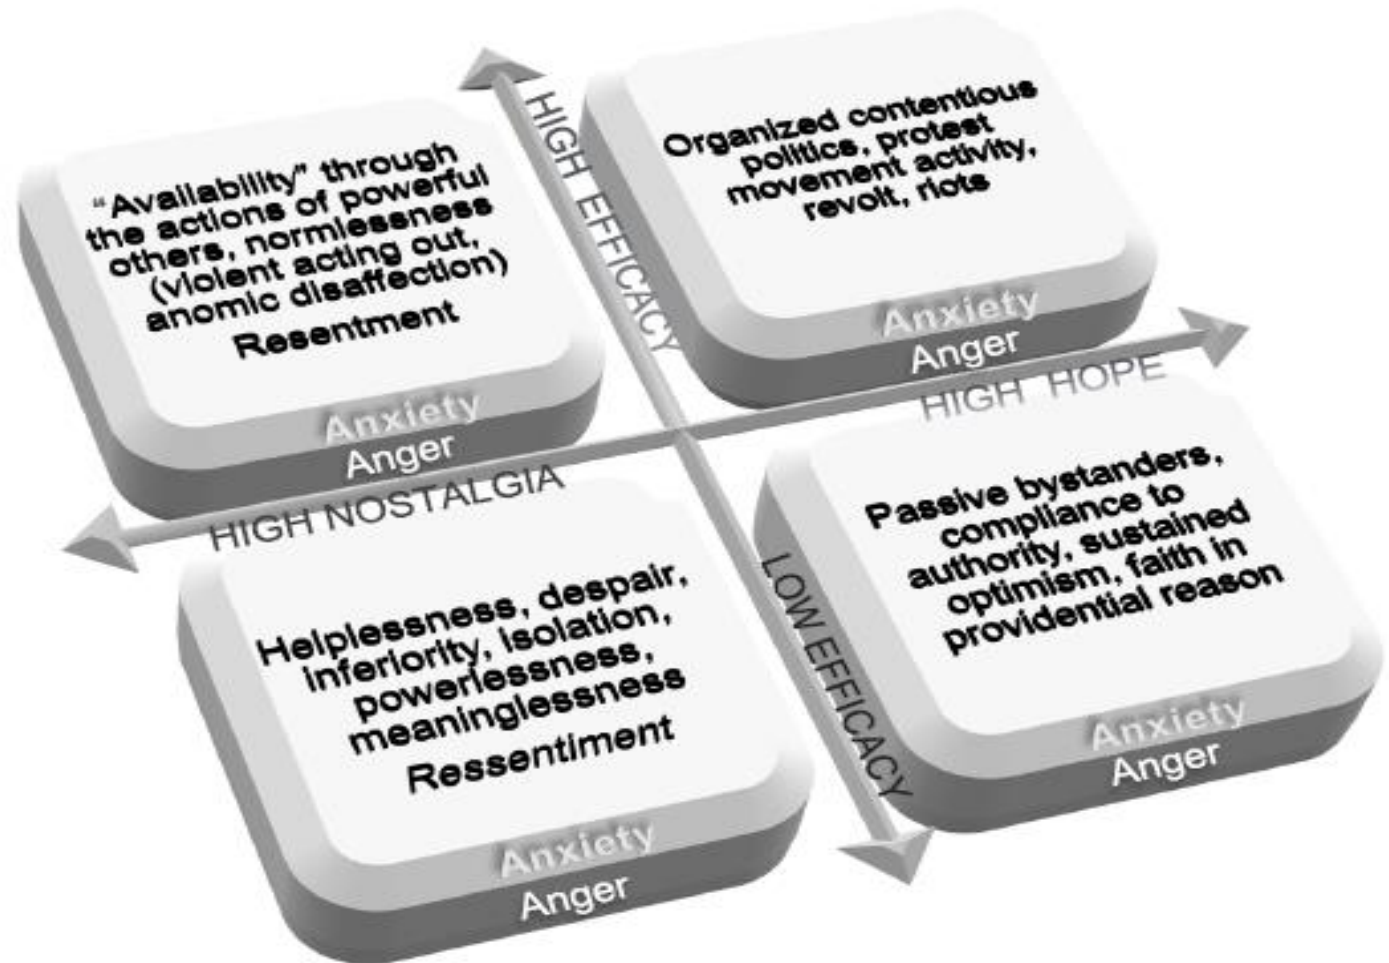 “Availability” through
the actions of powerful
others, normlessness
(violent acting out,
anomic disaffection)
Resentment
Anxiety
Anger
HIGH EFFICACY
Organized contentious
politics, protest
movement activity,
revolt, riots
Anxiety
Anger
HIGH NOSTALGIA
HIGH HOPE
Helplessness, despair,
inferiority, isolation,
powerlessness,
meaninglessness
Ressentiment
Anxiety
Anger
LOW EFFICACY
Passive bystanders,
compliance to
authority, sustained
optimism, faith in
providential reason
Anxiety
Anger